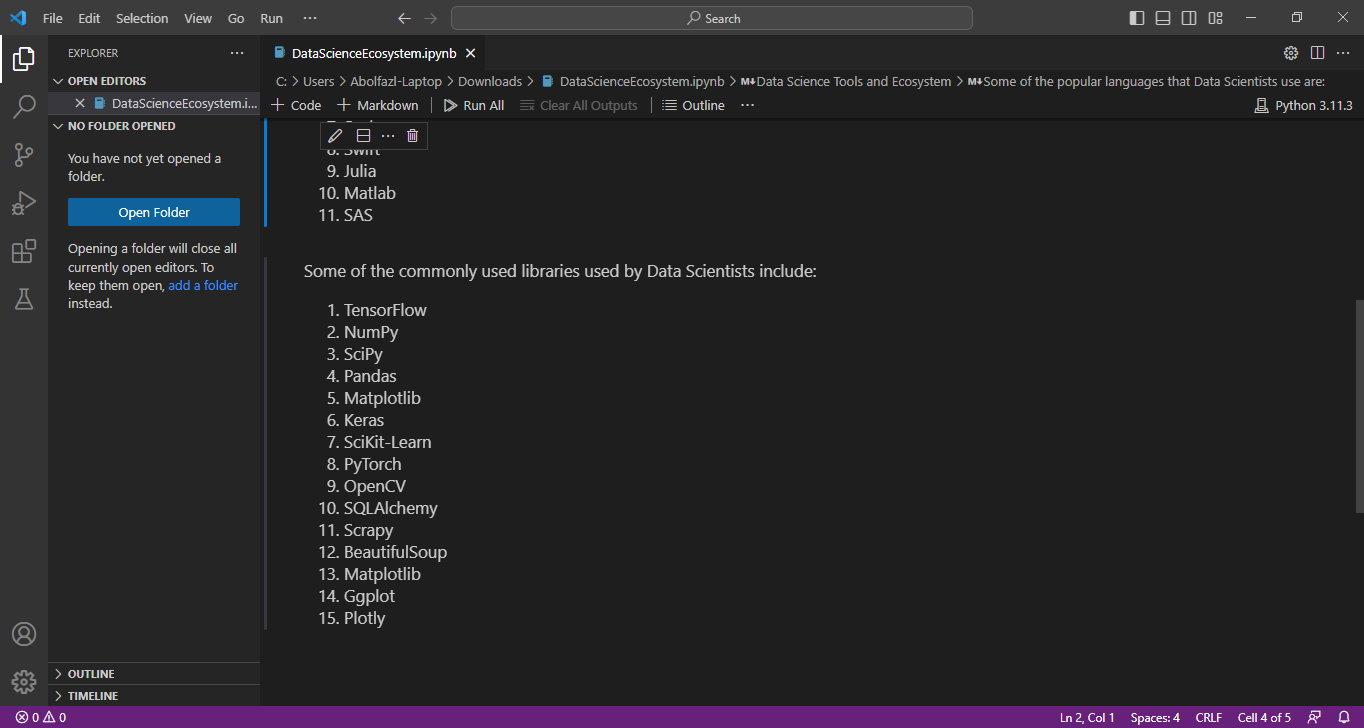 File Edit Selection View Go Run ··· Search
EXPLORER ···
OPEN EDITORS
DataScienceEcosystem.i...
NO FOLDER OPENED
You have not yet opened a
folder.
Open Folder
Opening a folder will close all
currently open editors. To
keep them open, add a folder
instead.
OUTLINE
TIMELINE
DataScienceEcosystem.ipynb
C: > Users > Abolfazl-Laptop > Downloads > DataScienceEcosystem.ipynb > M↓Data Science Tools and Ecosystem > M↓Some of the popular languages that Data Scientists use are:
+ Code + Markdown | Run All Clear All Outputs | Outline ··· Python 3.11.3
8. Swift
9. Julia
10. Matlab
11. SAS
Some of the commonly used libraries used by Data Scientists include:
1. TensorFlow
2. NumPy
3. SciPy
4. Pandas
5. Matplotlib
6. Keras
7. SciKit-Learn
8. PyTorch
9. OpenCV
10. SQLAlchemy
11. Scrapy
12. BeautifulSoup
13. Matplotlib
14. Ggplot
15. Plotly
0 0 Ln 2, Col 1 Spaces: 4 CRLF Cell 4 of 5